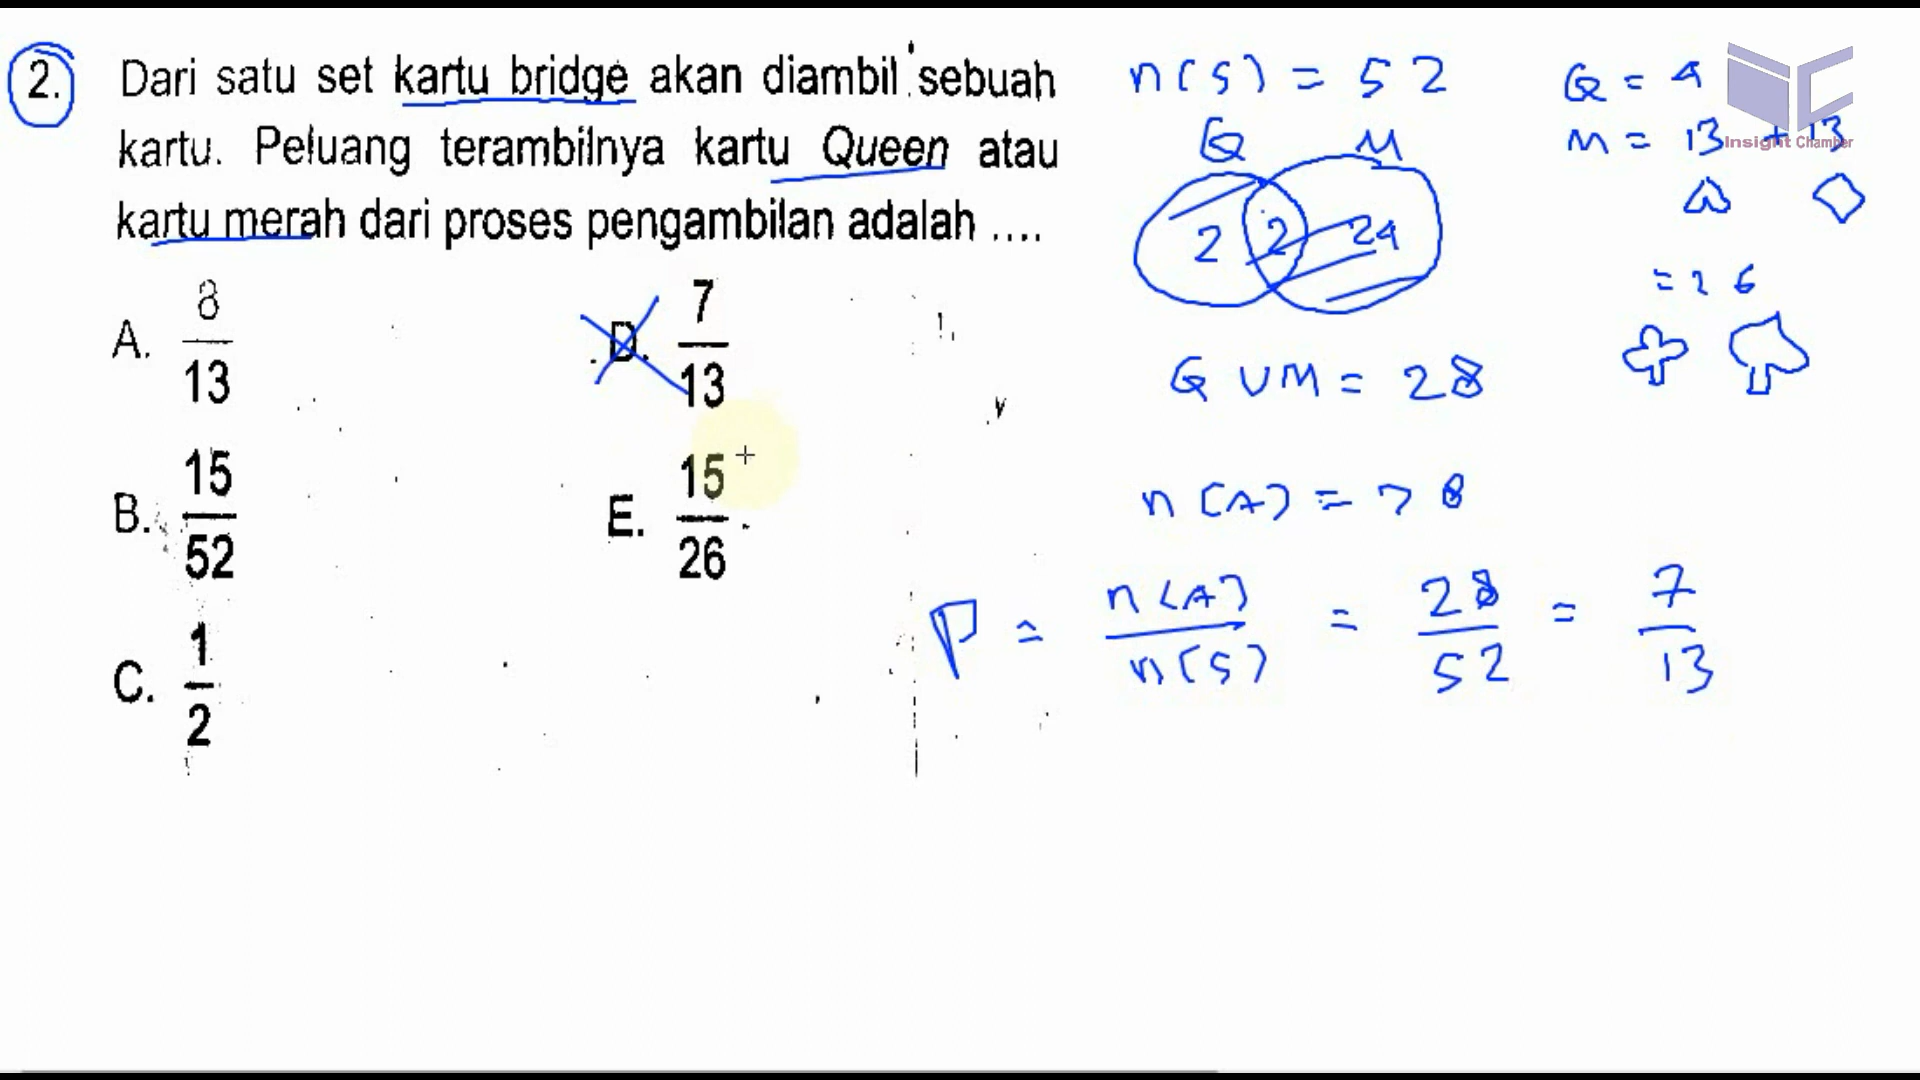 2. Dari satu set kartu bridge akan diambil sebuah
kartu. Peluang terambilnya kartu Queen atau
kartu merah dari proses pengambilan adalah ....
A. 8/13
B. 15/52
C. 1/2
D. 7/13
E. 15/26
n(S) = 52
Q = 4
M = 13 + 13
= 26
Q M
2 2 24
Q ∪ M = 28
n(A) = 28
P = n(A)/n(S) = 28/52 = 7/13
Insight Chamber